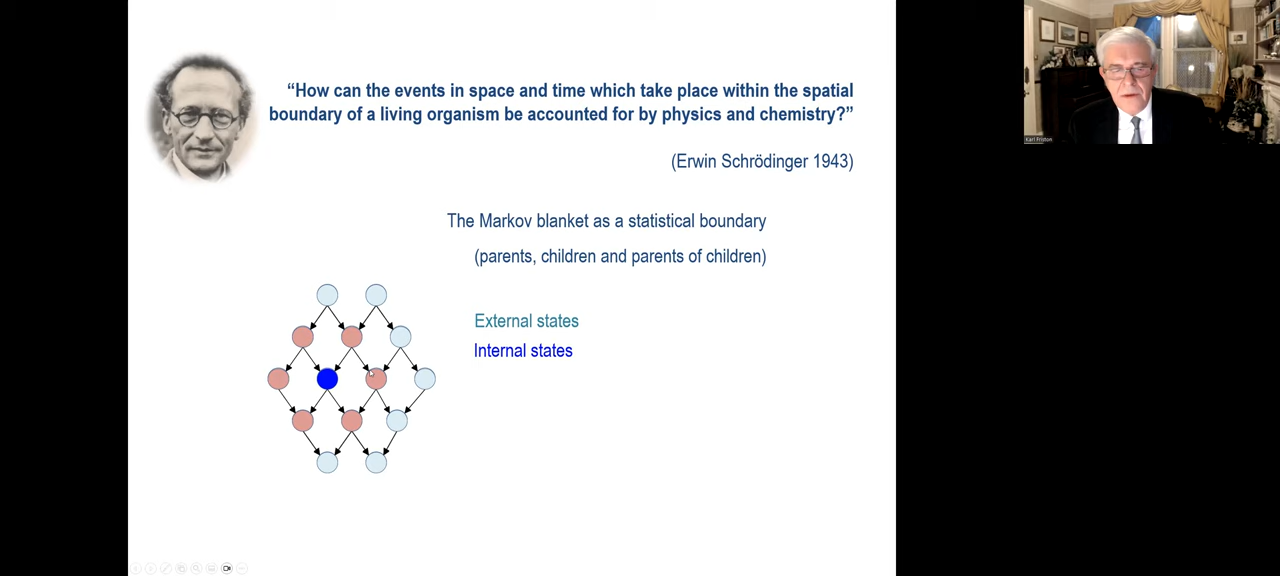 “How can the events in space and time which take place within the spatial
boundary of a living organism be accounted for by physics and chemistry?”
(Erwin Schrödinger 1943)
The Markov blanket as a statistical boundary
(parents, children and parents of children)
External states
Internal states
Karl Friston